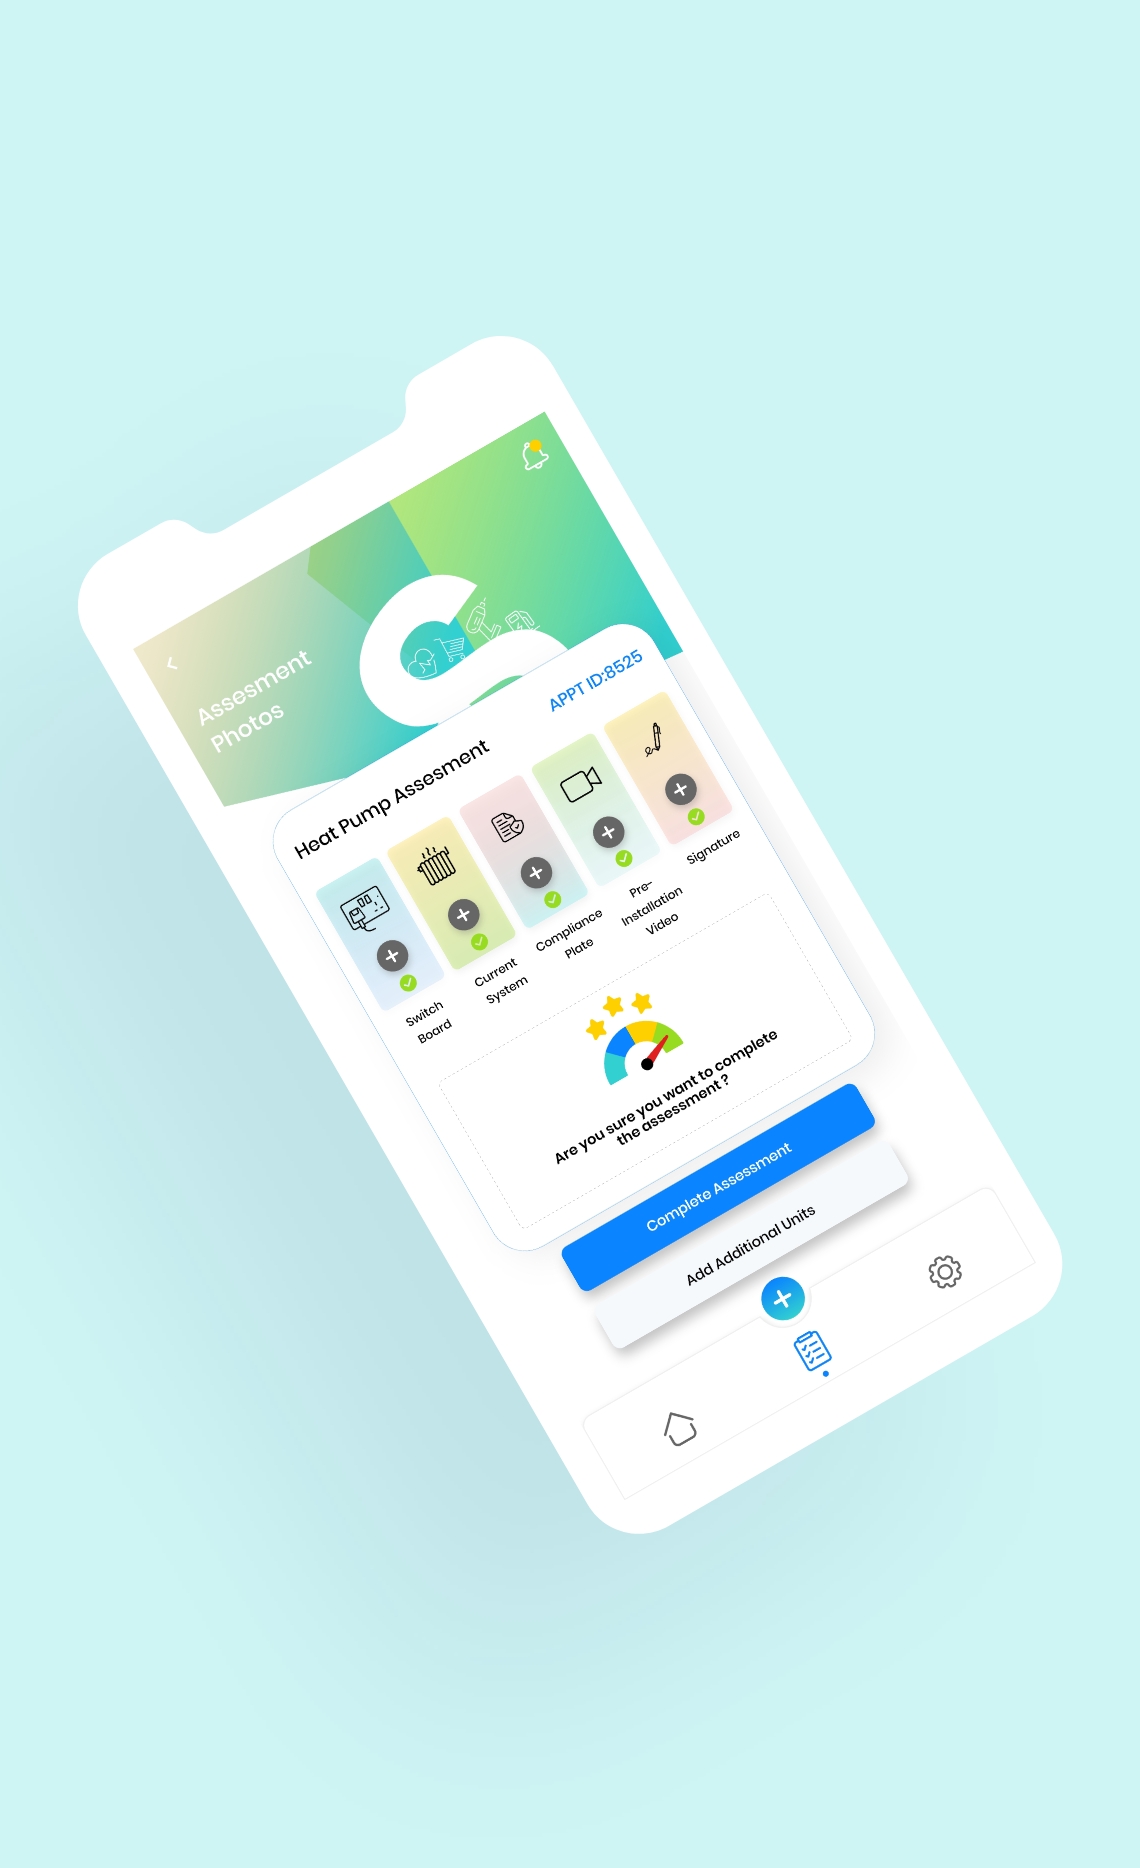 Assesment
Photos
Heat Pump Assesment
APPT ID:8525
Switch
Board
Current
System
Compliance
Plate
Pre-
Installation
Video
Signature
Are you sure you want to complete
the assessment ?
Complete Assessment
Add Additional Units